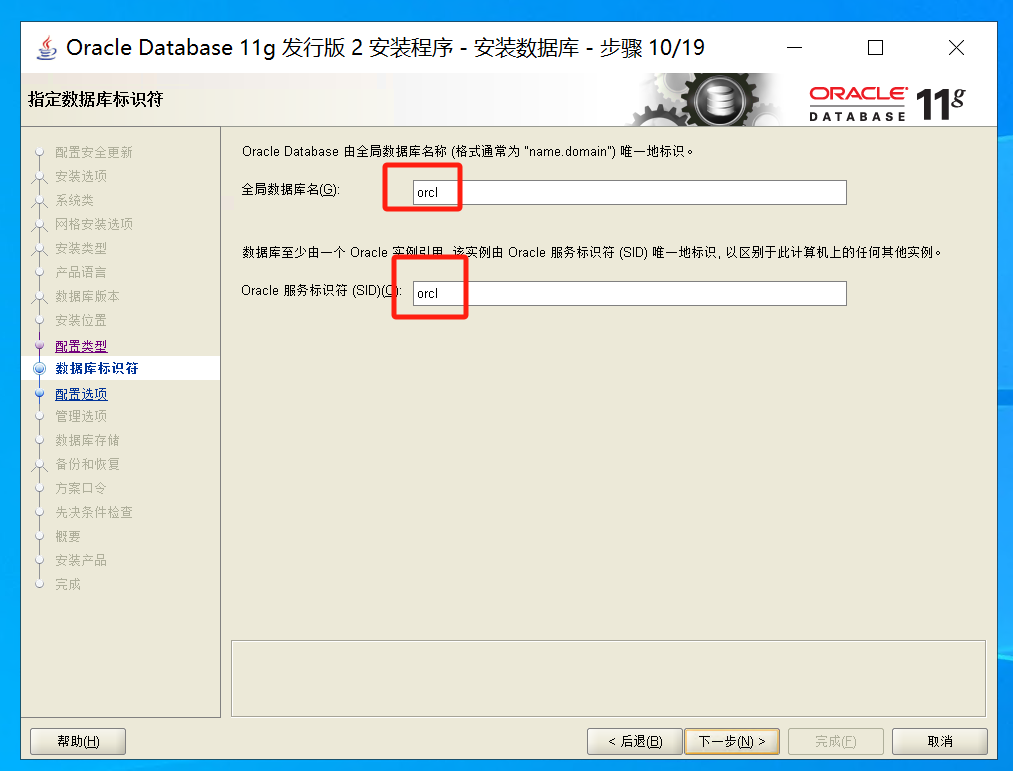 Oracle Database 11g 发行版 2 安装程序 - 安装数据库 - 步骤 10/19
指定数据库标识符
ORACLE
DATABASE
11g
配置安全更新
安装选项
系统类
网格安装选项
安装类型
产品语言
数据库版本
安装位置
配置类型
数据库标识符
配置选项
管理选项
数据库存储
备份和恢复
方案口令
先决条件检查
概要
安装产品
完成
Oracle Database 由全局数据库名称 (格式通常为 "name.domain") 唯一地标识。
全局数据库名(G): orcl
数据库至少由一个 Oracle 实例引用, 该实例由 Oracle 服务标识符 (SID) 唯一地标识, 以区别于此计算机上的任何其他实例。
Oracle 服务标识符 (SID)(O): orcl
帮助(H) < 后退(B) 下一步(N) > 完成(F) 取消